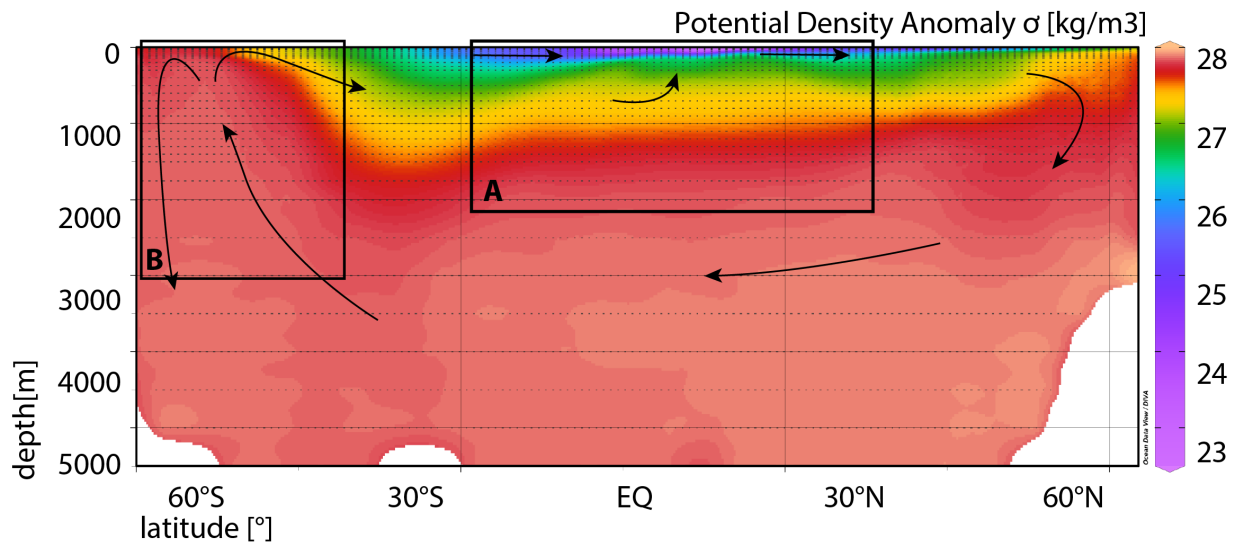 Potential Density Anomaly σ [kg/m3]
0
1000
2000
3000
4000
5000
depth[m]
A
B
28
27
26
25
24
23
Ocean Data View / DIVA
60°S
30°S
EQ
30°N
60°N
latitude [°]